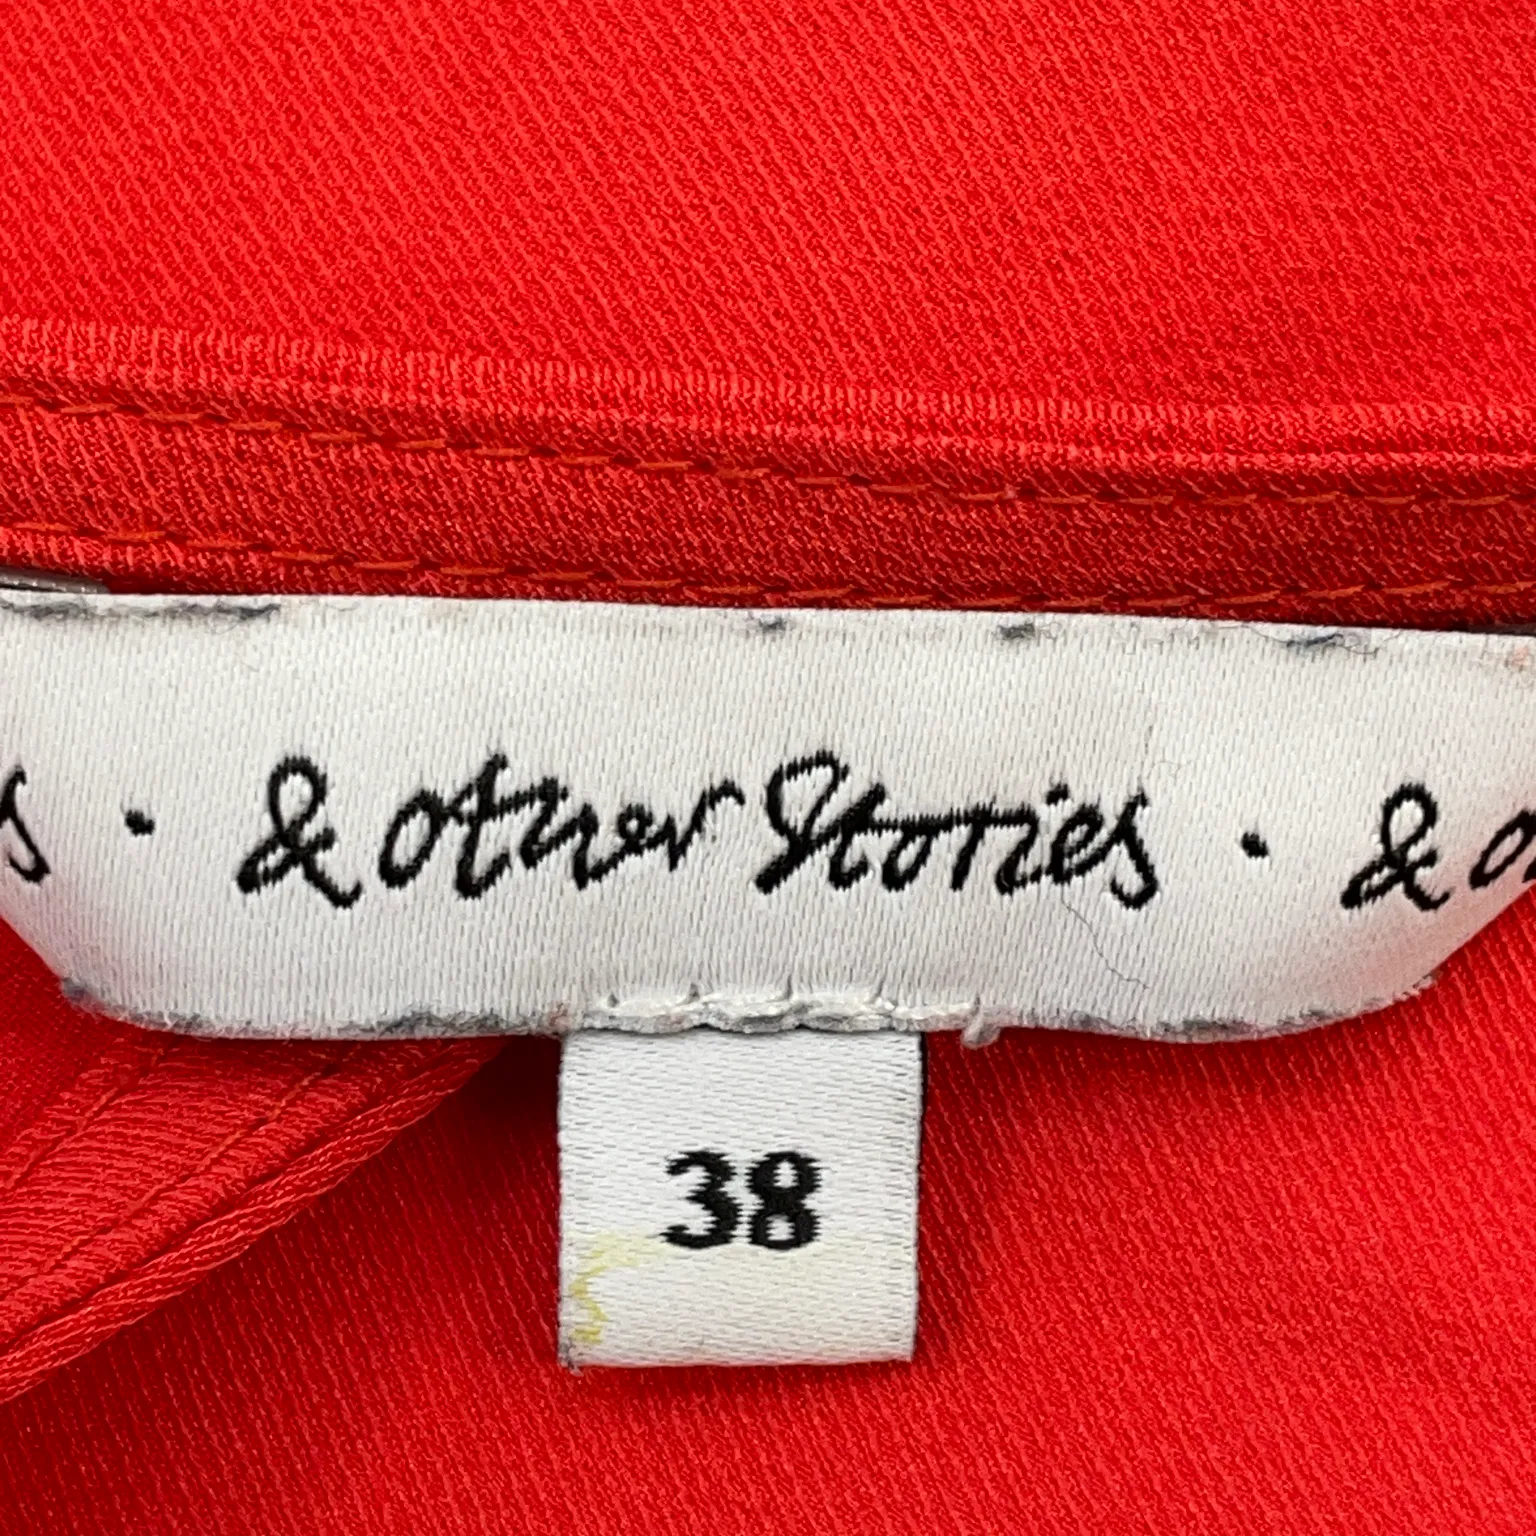 s · & other Stories · & o
38